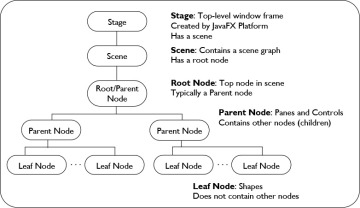 Stage
Stage: Top-level window frame
Created by JavaFX Platform
Has a scene
Scene
Scene: Contains a scene graph
Has a root node
Root/Parent
Node
Root Node: Top node in scene
Typically a Parent node
Parent Node: Panes and Controls
Contains other nodes (children)
Parent Node
Parent Node
Leaf Node
Leaf Node
Leaf Node
Leaf Node
Leaf Node: Shapes
Does not contain other nodes